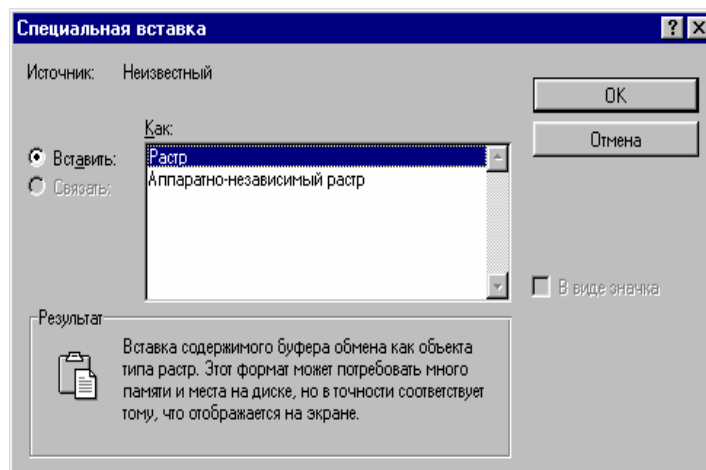 Специальная вставка
Источник: Неизвестный
OK
Отмена
Как:
Вставить:
Связать:
Растр
Аппаратно-независимый растр
В виде значка
Результат
Вставка содержимого буфера обмена как объекта
типа растр. Этот формат может потребовать много
памяти и места на диске, но в точности соответствует
тому, что отображается на экране.